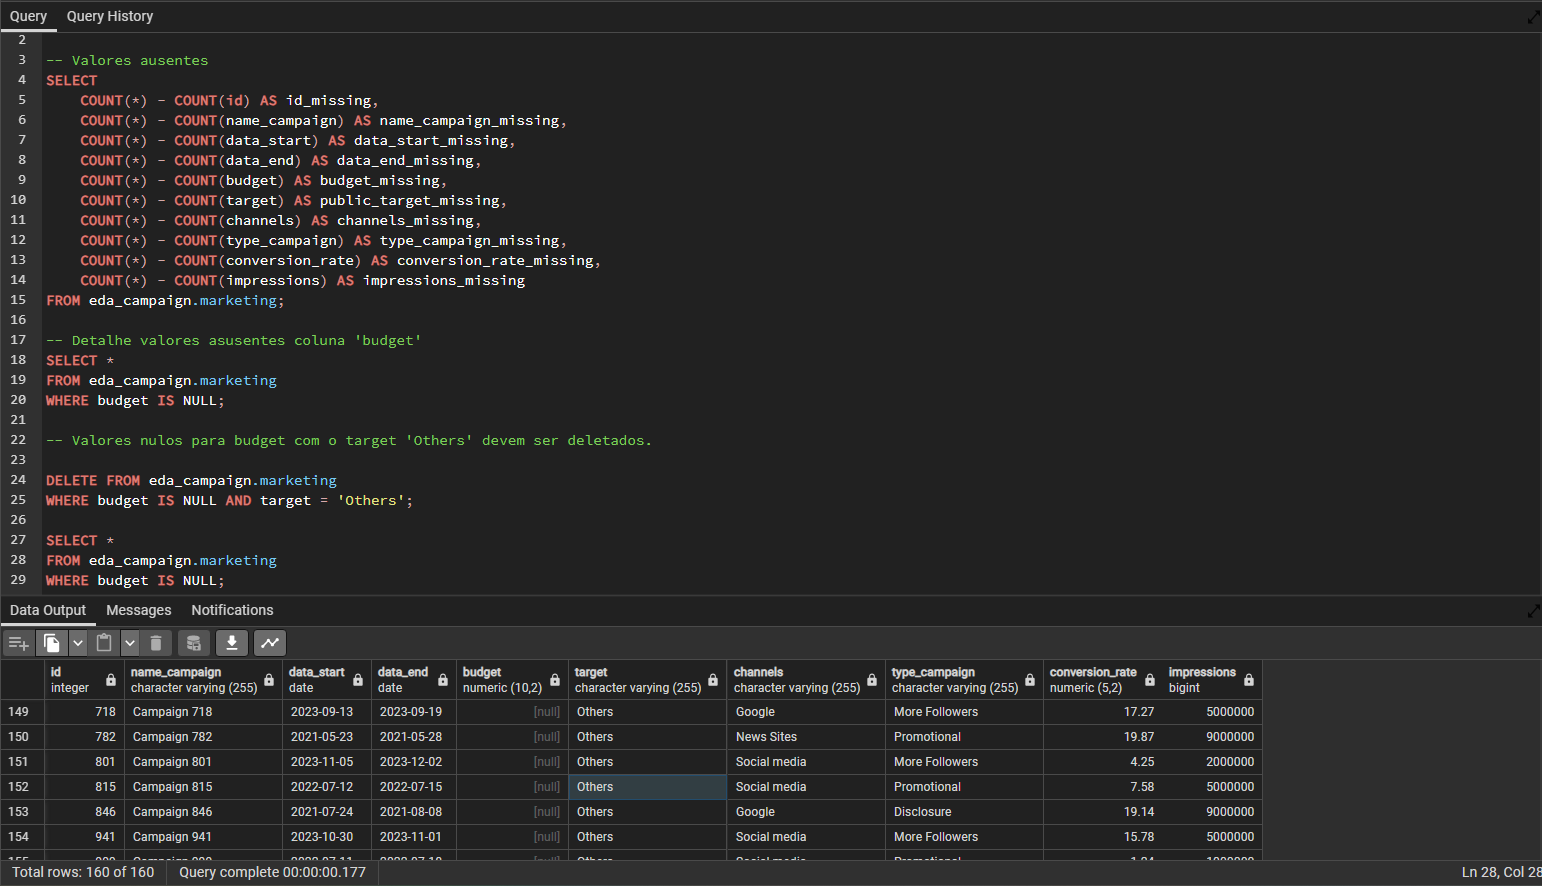 Query Query History
2
3 -- Valores ausentes
4 SELECT
5 COUNT(*) - COUNT(id) AS id_missing,
6 COUNT(*) - COUNT(name_campaign) AS name_campaign_missing,
7 COUNT(*) - COUNT(data_start) AS data_start_missing,
8 COUNT(*) - COUNT(data_end) AS data_end_missing,
9 COUNT(*) - COUNT(budget) AS budget_missing,
10 COUNT(*) - COUNT(target) AS public_target_missing,
11 COUNT(*) - COUNT(channels) AS channels_missing,
12 COUNT(*) - COUNT(type_campaign) AS type_campaign_missing,
13 COUNT(*) - COUNT(conversion_rate) AS conversion_rate_missing,
14 COUNT(*) - COUNT(impressions) AS impressions_missing
15 FROM eda_campaign.marketing;
16
17 -- Detalhe valores asusentes coluna 'budget'
18 SELECT *
19 FROM eda_campaign.marketing
20 WHERE budget IS NULL;
21
22 -- Valores nulos para budget com o target 'Others' devem ser deletados.
23
24 DELETE FROM eda_campaign.marketing
25 WHERE budget IS NULL AND target = 'Others';
26
27 SELECT *
28 FROM eda_campaign.marketing
29 WHERE budget IS NULL;
Data Output Messages Notifications
id name_campaign data_start data_end budget target channels type_campaign conversion_rate impressions
integer character varying (255) date date numeric (10,2) character varying (255) character varying (255) character varying (255) numeric (5,2) bigint
149 718 Campaign 718 2023-09-13 2023-09-19 [null] Others Google More Followers 17.27 5000000
150 782 Campaign 782 2021-05-23 2021-05-28 [null] Others News Sites Promotional 19.87 9000000
151 801 Campaign 801 2023-11-05 2023-12-02 [null] Others Social media More Followers 4.25 2000000
152 815 Campaign 815 2022-07-12 2022-07-15 [null] Others Social media Promotional 7.58 5000000
153 846 Campaign 846 2021-07-24 2021-08-08 [null] Others Google Disclosure 19.14 9000000
154 941 Campaign 941 2023-10-30 2023-11-01 [null] Others Social media More Followers 15.78 5000000
Total rows: 160 of 160 Query complete 00:00:00.177 Ln 28, Col 28